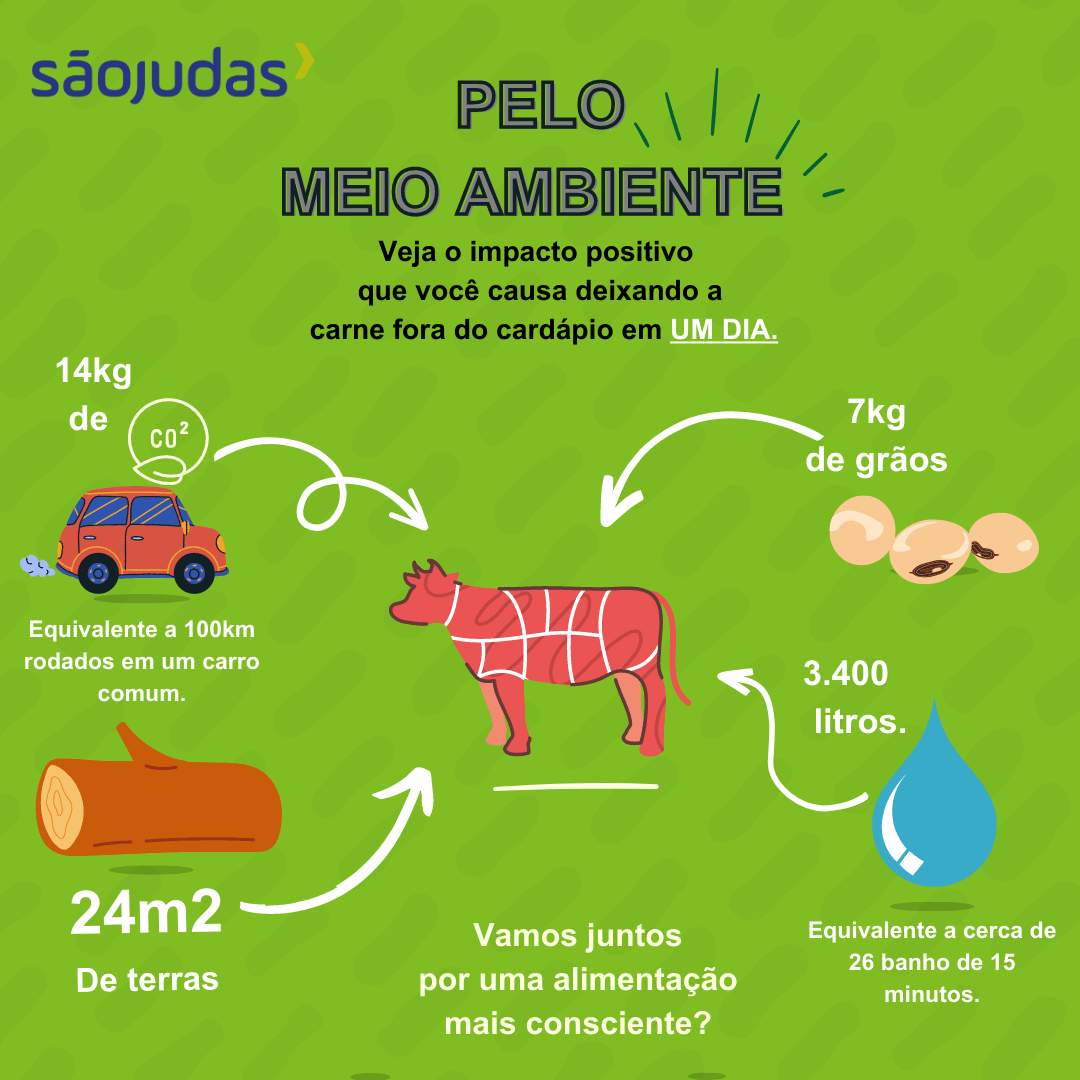 sãojudas
PELO
MEIO AMBIENTE
Veja o impacto positivo
que você causa deixando a
carne fora do cardápio em UM DIA.
14kg
de
CO²
Equivalente a 100km
rodados em um carro
comum.
7kg
de grãos
3.400
litros.
Equivalente a cerca de
26 banho de 15
minutos.
24m2
De terras
Vamos juntos
por uma alimentação
mais consciente?